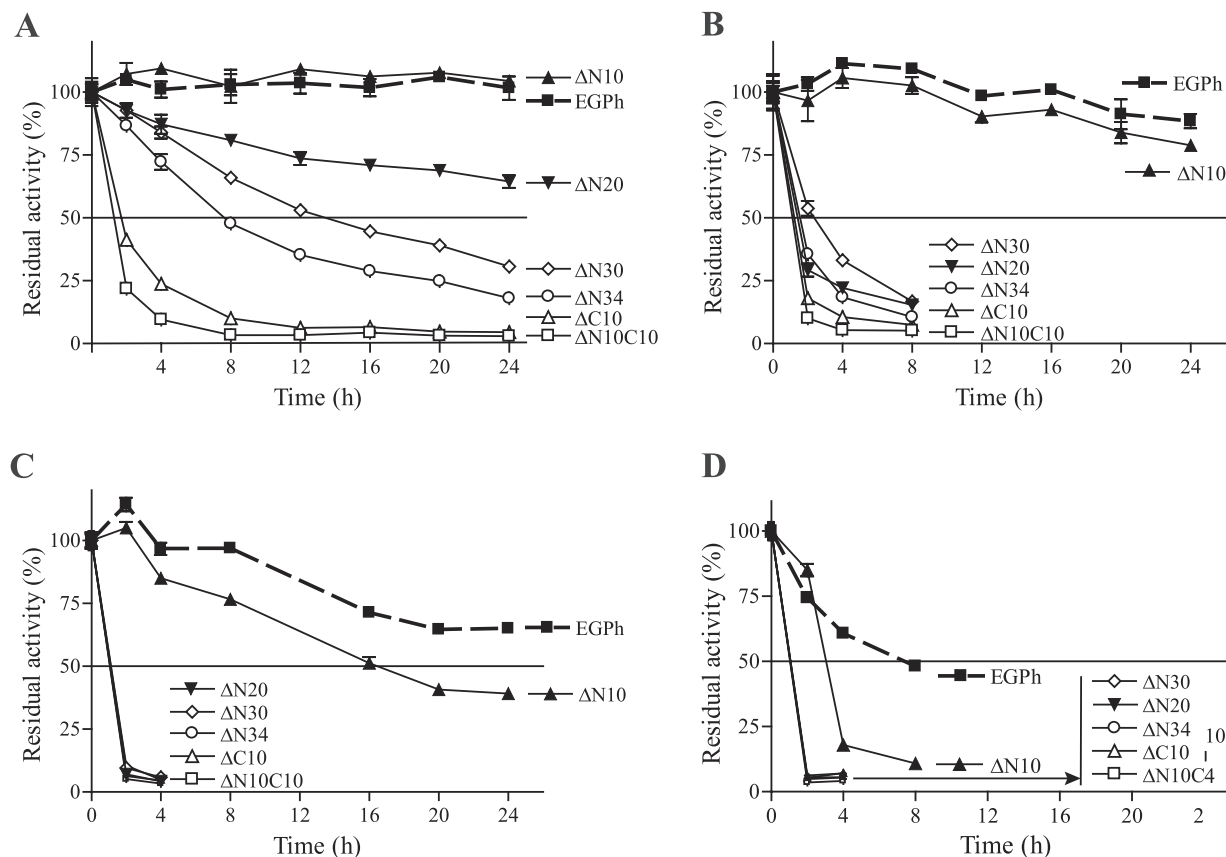 A
Residual activity (%)
100
75
50
25
0
4
8
12
16
20
24
Time (h)
ΔN10
EGPh
ΔN20
ΔN30
ΔN34
ΔC10
ΔN10C10
B
Residual activity (%)
100
75
50
25
0
0
4
8
12
16
20
24
Time (h)
EGPh
ΔN10
ΔN30
ΔN20
ΔN34
ΔC10
ΔN10C10
C
Residual activity (%)
100
75
50
25
0
0
4
8
12
16
20
24
Time (h)
EGPh
ΔN10
ΔN20
ΔN30
ΔN34
ΔC10
ΔN10C10
D
Residual activity (%)
100
75
50
25
0
0
4
8
12
16
20
2
Time (h)
EGPh
ΔN10
ΔN30
ΔN20
ΔN34
ΔC10
ΔN10C4
10